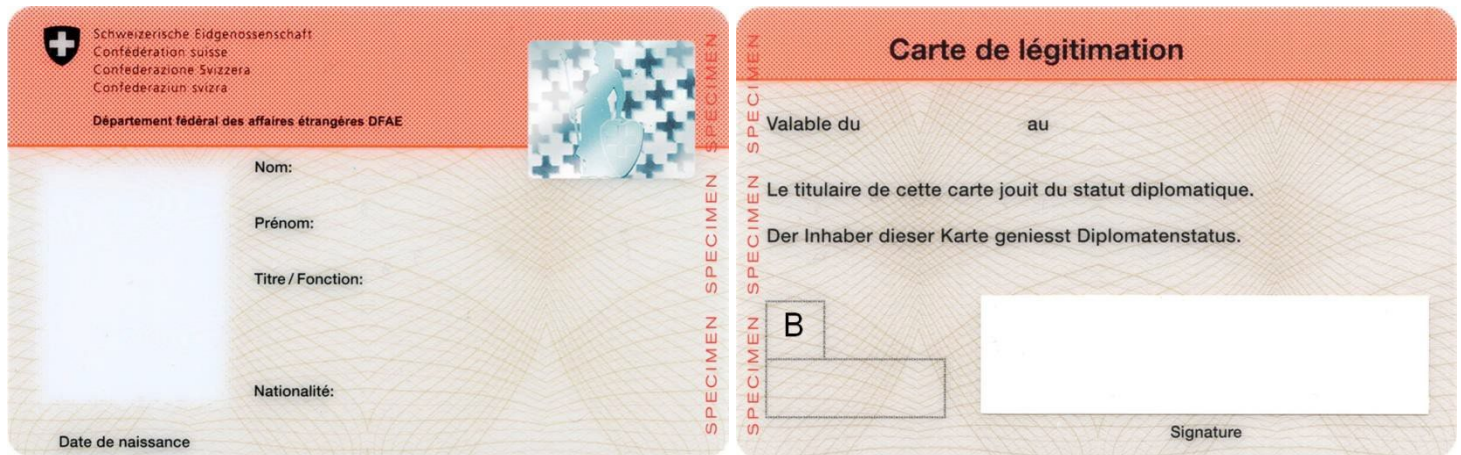 Schweizerische Eidgenossenschaft
Confédération suisse
Confederazione Svizzera
Confederaziun svizra
Département fédéral des affaires étrangères DFAE
Nom:
Prénom:
Titre / Fonction:
Nationalité:
Date de naissance
SPECIMEN SPECIMEN SPECIMEN
SPECIMEN SPECIMEN SPECIMEN
Carte de légitimation
Valable du au
Le titulaire de cette carte jouit du statut diplomatique.
Der Inhaber dieser Karte geniesst Diplomatenstatus.
B
Signature